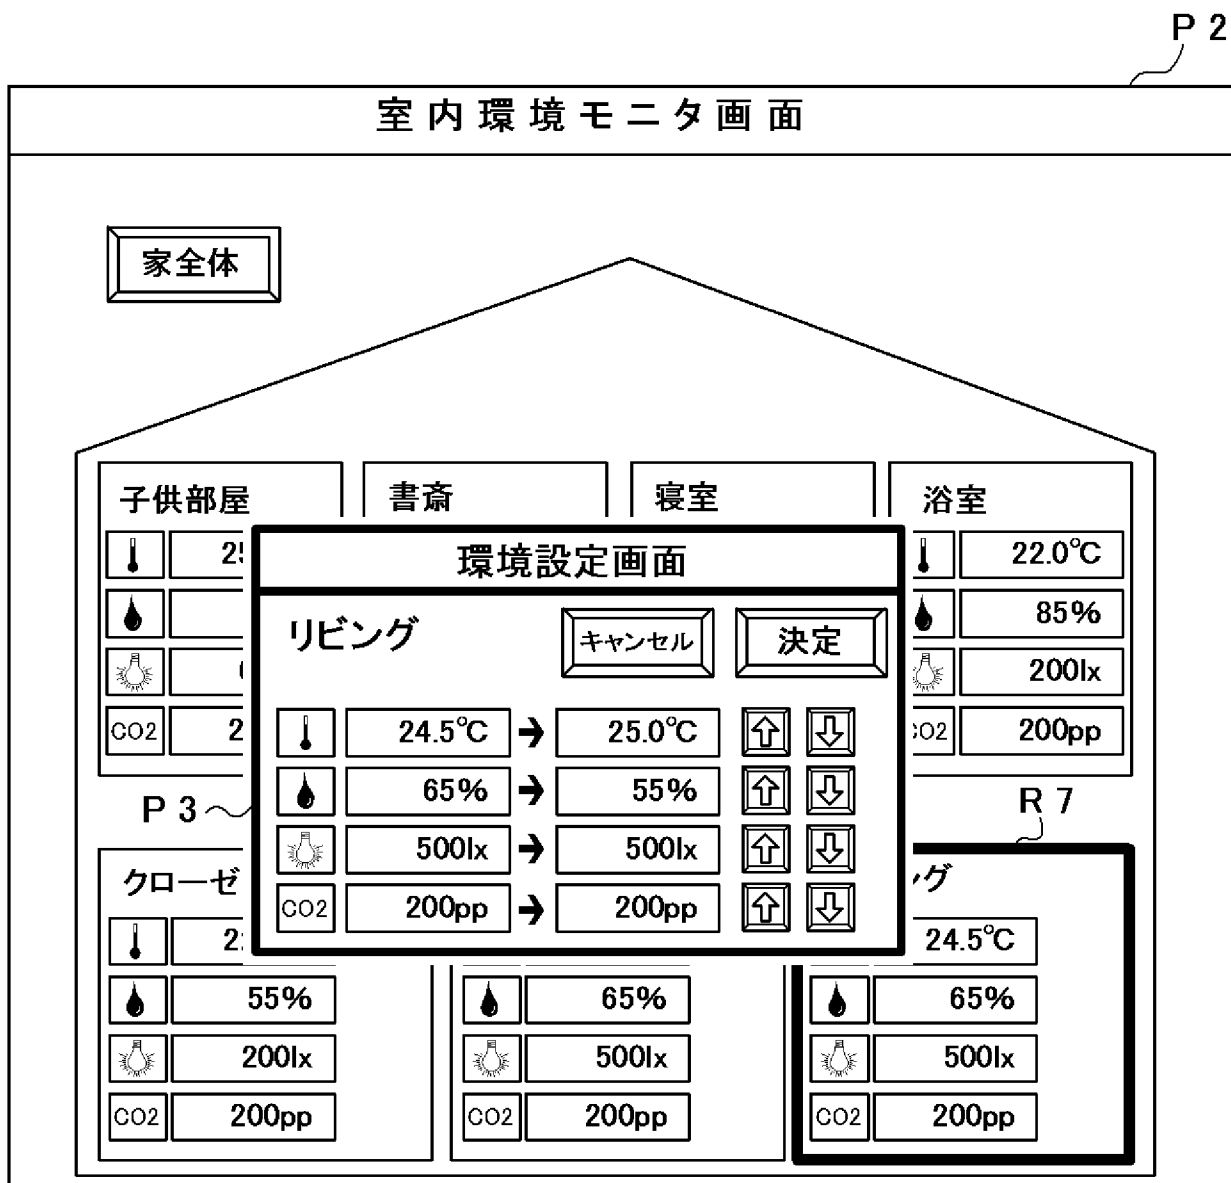 P 2
室内環境モニタ画面
家全体
子供部屋
書斎
寝室
浴室
22.0℃
85%
200lx
CO2
200pp
CO2
環境設定画面
リビング
キャンセル
決定
24.5℃ → 25.0℃
65% → 55%
500lx → 500lx
CO2 200pp → 200pp
P 3
R 7
クローゼ
55%
200lx
CO2 200pp
65%
500lx
CO2 200pp
ング
24.5℃
65%
500lx
CO2 200pp